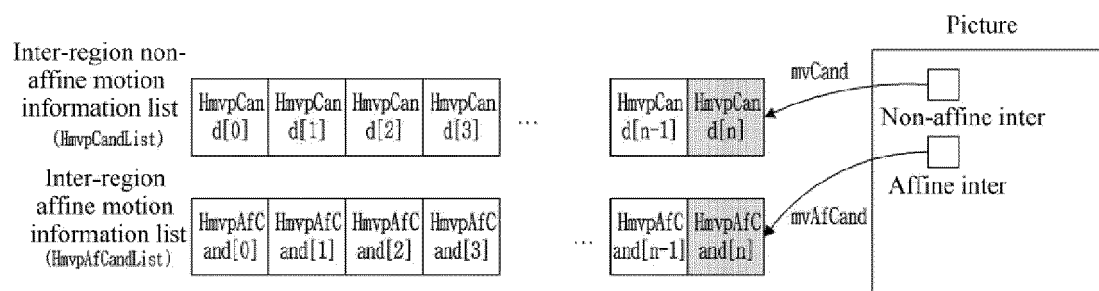 Picture
Inter-region non-
affine motion
information list
(HmvpCandList)
HmvpCan
d[0]
HmvpCan
d[1]
HmvpCan
d[2]
HmvpCan
d[3]
...
HmvpCan
d[n-1]
HmvpCan
d[n]
mvCand
Non-affine inter
Affine inter
Inter-region
affine motion
information list
(HmvpAfCandList)
HmvpAfC
and[0]
HmvpAfC
and[1]
HmvpAfC
and[2]
HmvpAfC
and[3]
...
HmvpAfC
and[n-1]
HmvpAfC
and[n]
mvAfCand